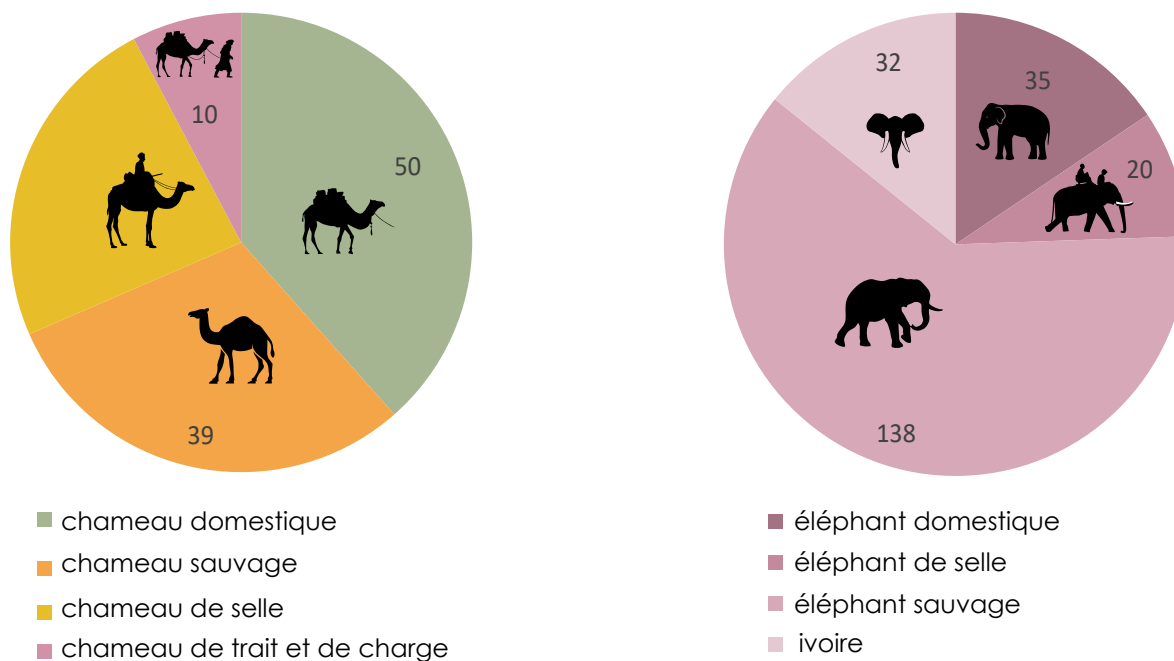 10
50
39
chameau domestique
chameau sauvage
chameau de selle
chameau de trait et de charge
32
35
20
138
éléphant domestique
éléphant de selle
éléphant sauvage
ivoire